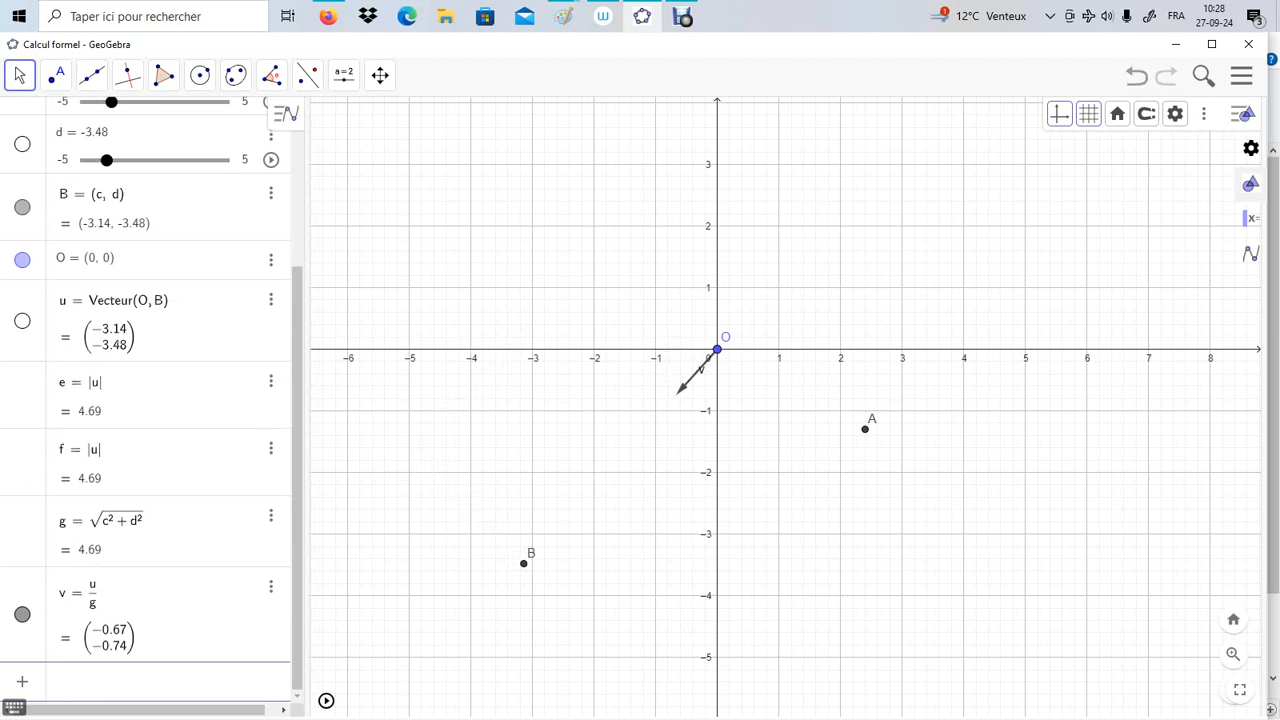 Taper ici pour rechercher
W
12°C Venteux
FRA
10:28
27-09-24
3
Calcul formel - GeoGebra
A
a=2
-5
5
d = -3.48
-5
5
B = (c, d)
= (-3.14, -3.48)
O = (0, 0)
u = Vecteur(O, B)
= (−3.14
−3.48)
e = |u|
= 4.69
f = |u|
= 4.69
g = √c² + d²
= 4.69
v = u
g
= (−0.67
−0.74)
+
3
2
1
O
−6
−5
−4
−3
−2
−1
0
1
2
3
4
5
6
7
8
v
−1
A
−2
−3
B
−4
−5
x=